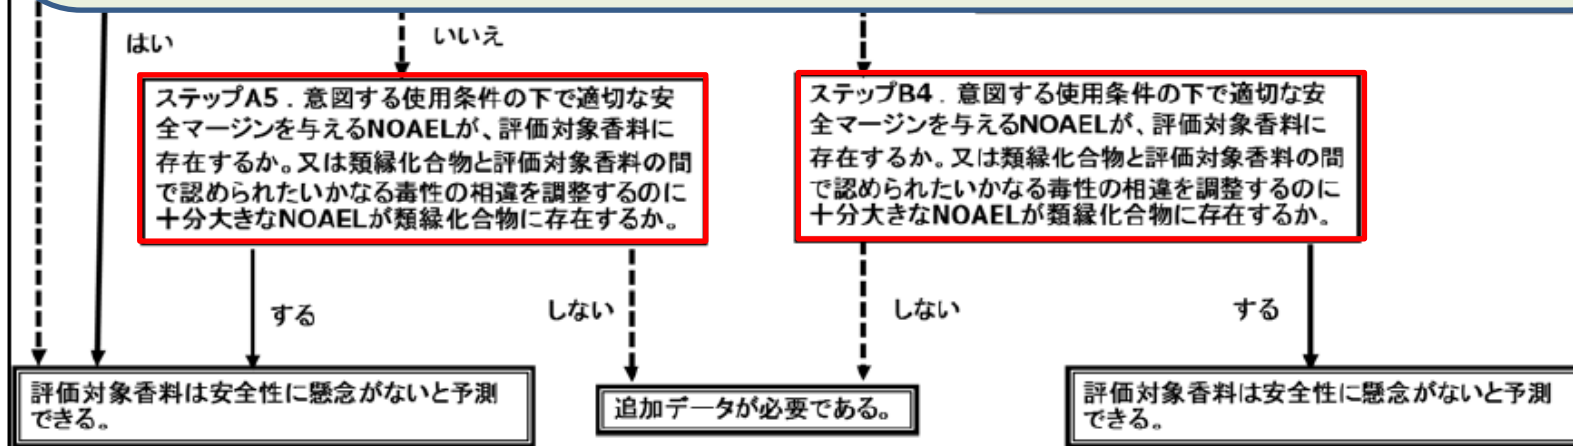 はい
いいえ
ステップA5．意図する使用条件の下で適切な安
全マージンを与えるNOAELが、評価対象香料に
存在するか。又は類縁化合物と評価対象香料の間
で認められたいかなる毒性の相違を調整するのに
十分大きなNOAELが類縁化合物に存在するか。
ステップB4．意図する使用条件の下で適切な安
全マージンを与えるNOAELが、評価対象香料に
存在するか。又は類縁化合物と評価対象香料の間
で認められたいかなる毒性の相違を調整するのに
十分大きなNOAELが類縁化合物に存在するか。
する
しない
しない
する
評価対象香料は安全性に懸念がないと予測
できる。
追加データが必要である。
評価対象香料は安全性に懸念がないと予測
できる。